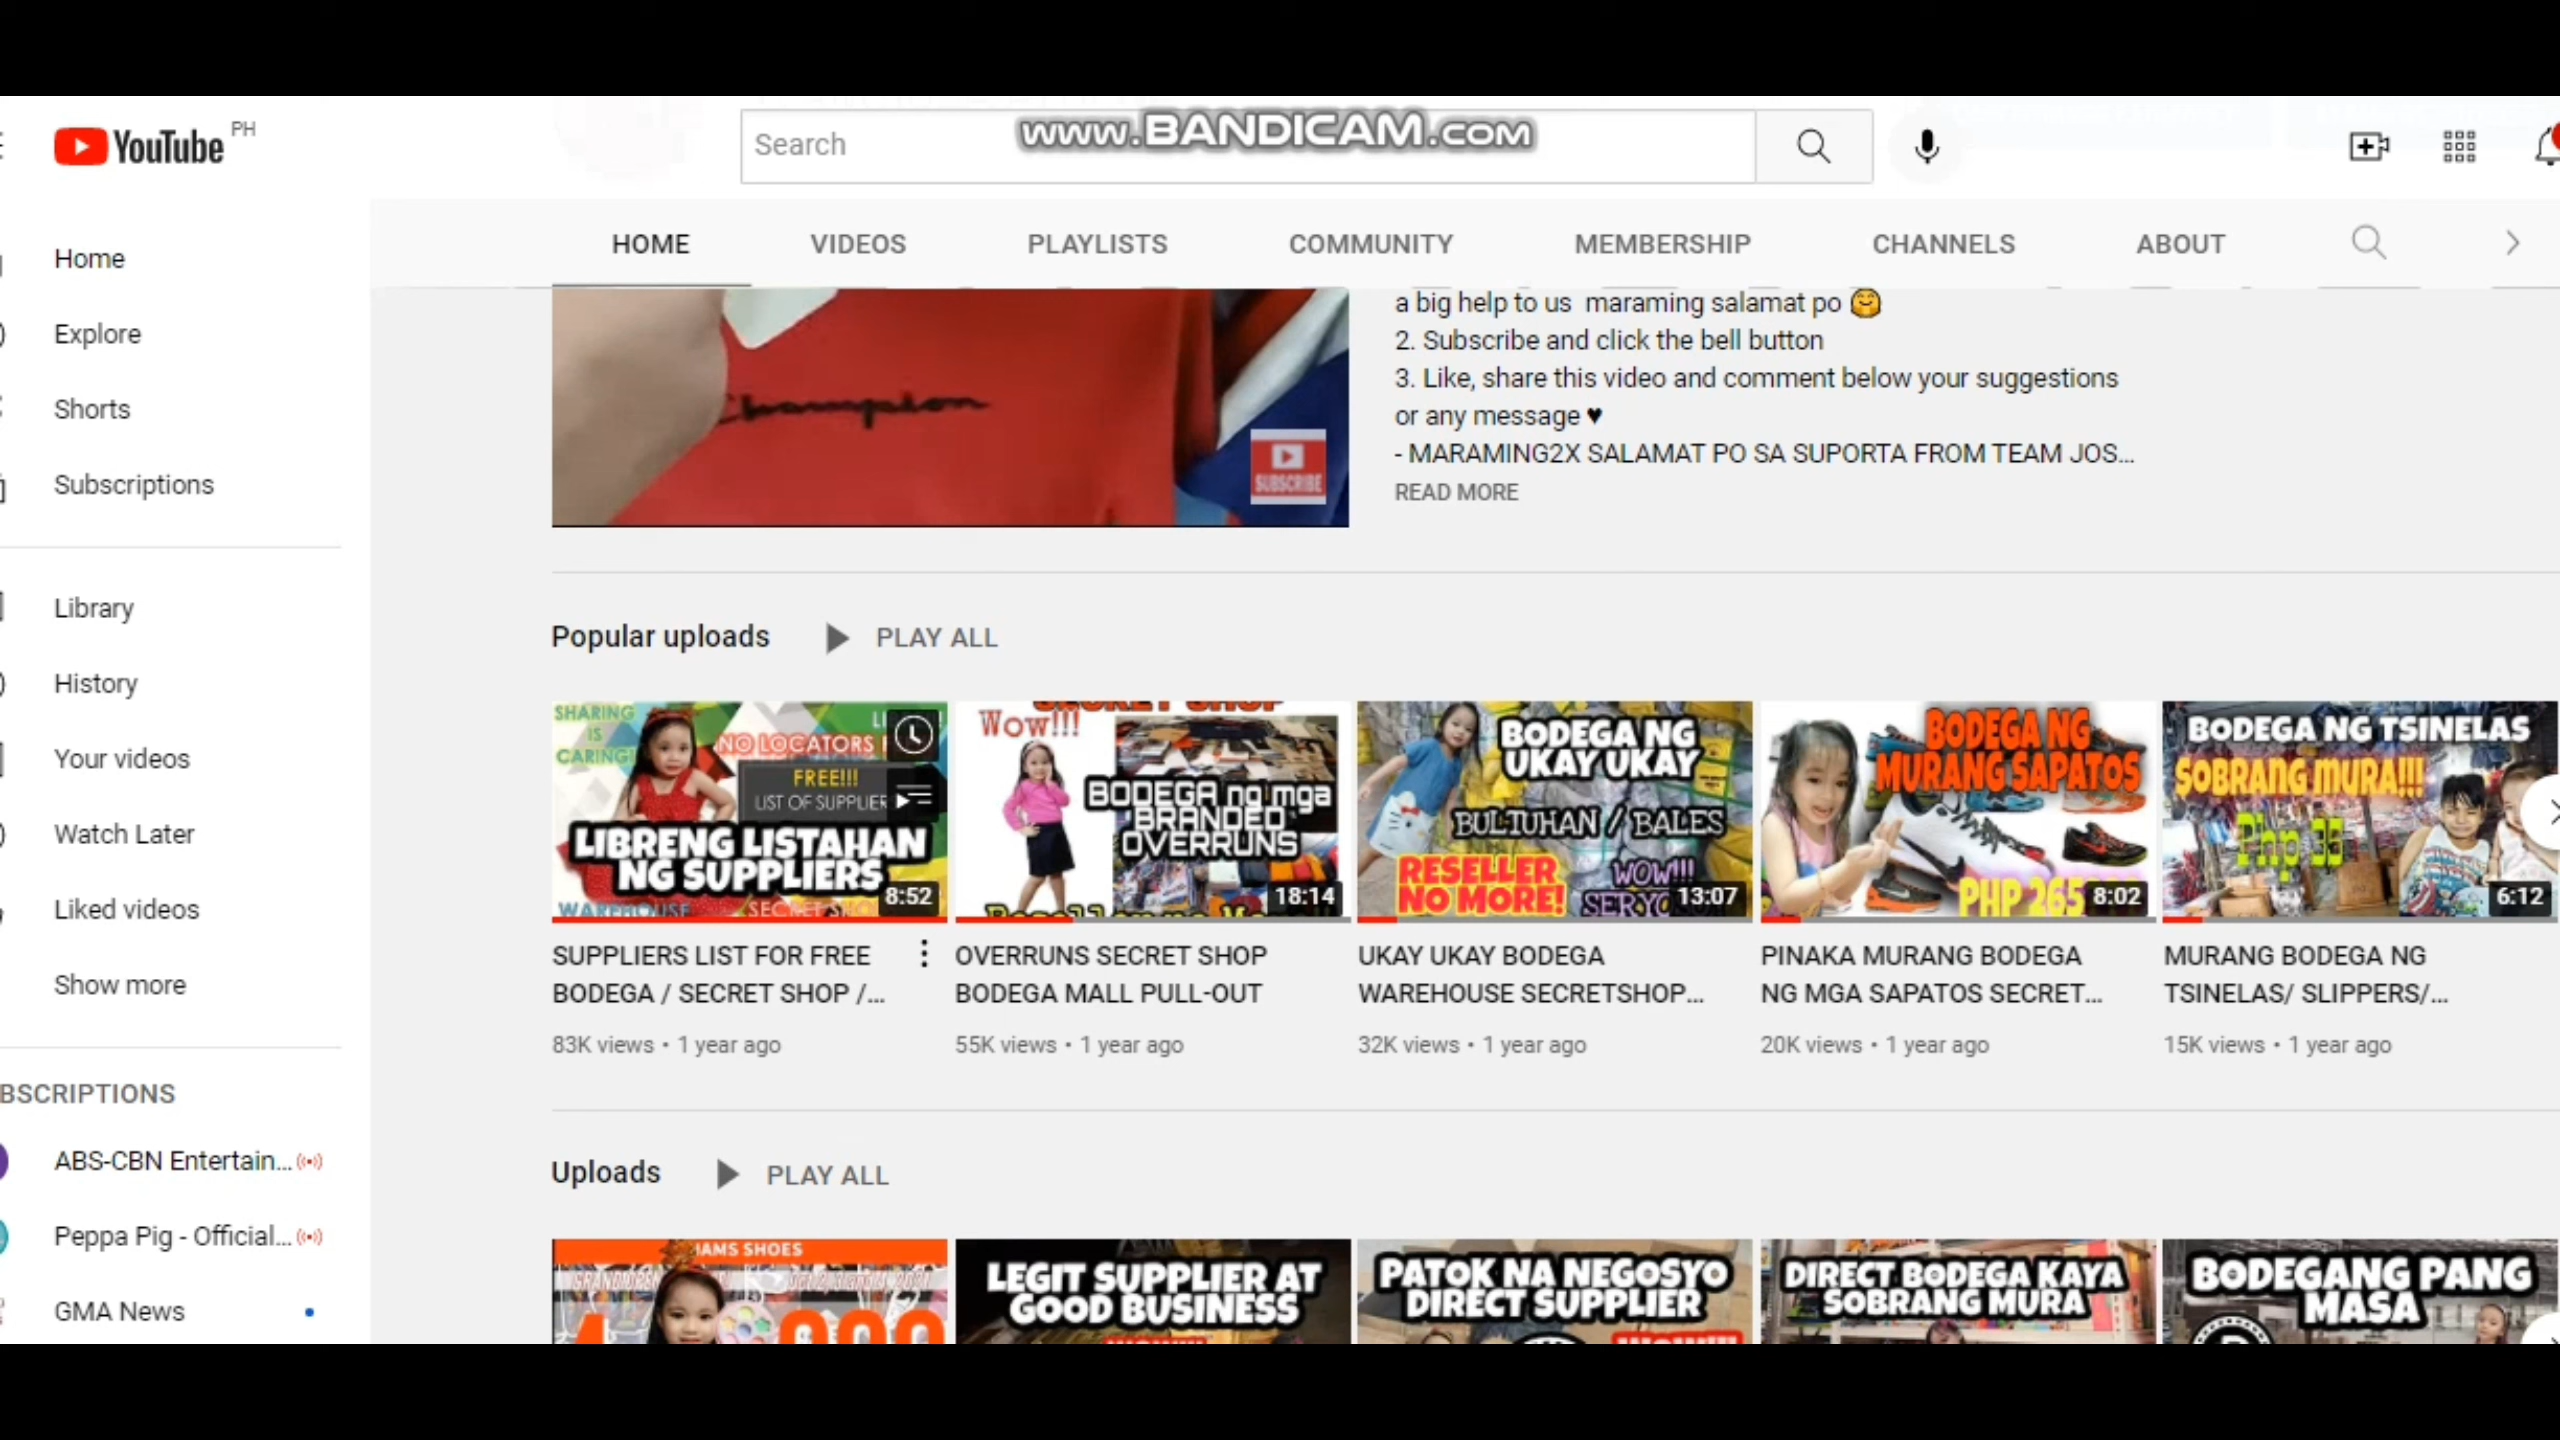 www.BANDICAM.com
YouTube PH
Search
Home
Explore
Shorts
Subscriptions
Library
History
Your videos
Watch Later
Liked videos
Show more
BSCRIPTIONS
ABS-CBN Entertain...
Peppa Pig - Official...
GMA News
HOME VIDEOS PLAYLISTS COMMUNITY MEMBERSHIP CHANNELS ABOUT
Champion
SUBSCRIBE
a big help to us maraming salamat po 🤗
2. Subscribe and click the bell button
3. Like, share this video and comment below your suggestions
or any message ♥
- MARAMING2X SALAMAT PO SA SUPORTA FROM TEAM JOS...
READ MORE
Popular uploads PLAY ALL
SHARING
IS
CARING!
NO LOCATORS
FREE!!!
LIST OF SUPPLIER
LIBRENG LISTAHAN
NG SUPPLIERS
WAREHOUSE
8:52
SUPPLIERS LIST FOR FREE
BODEGA / SECRET SHOP /...
83K views • 1 year ago
SECRET SHOP
Wow!!!
BODEGA ng mga
BRANDED
OVERRUNS
18:14
OVERRUNS SECRET SHOP
BODEGA MALL PULL-OUT
55K views • 1 year ago
BODEGA NG
UKAY UKAY
BULTUHAN / BALES
RESELLER
NO MORE!
WOW!!!
13:07
UKAY UKAY BODEGA
WAREHOUSE SECRETSHOP...
32K views • 1 year ago
BODEGA NG
MURANG SAPATOS
PHP 265
8:02
PINAKA MURANG BODEGA
NG MGA SAPATOS SECRET...
20K views • 1 year ago
BODEGA NG TSINELAS
SOBRANG MURA!!!
Php 35
6:12
MURANG BODEGA NG
TSINELAS/ SLIPPERS/...
15K views • 1 year ago
Uploads PLAY ALL
IAMS SHOES
LEGIT SUPPLIER AT
GOOD BUSINESS
PATOK NA NEGOSYO
DIRECT SUPPLIER
DIRECT BODEGA KAYA
SOBRANG MURA
BODEGANG PANG
MASA